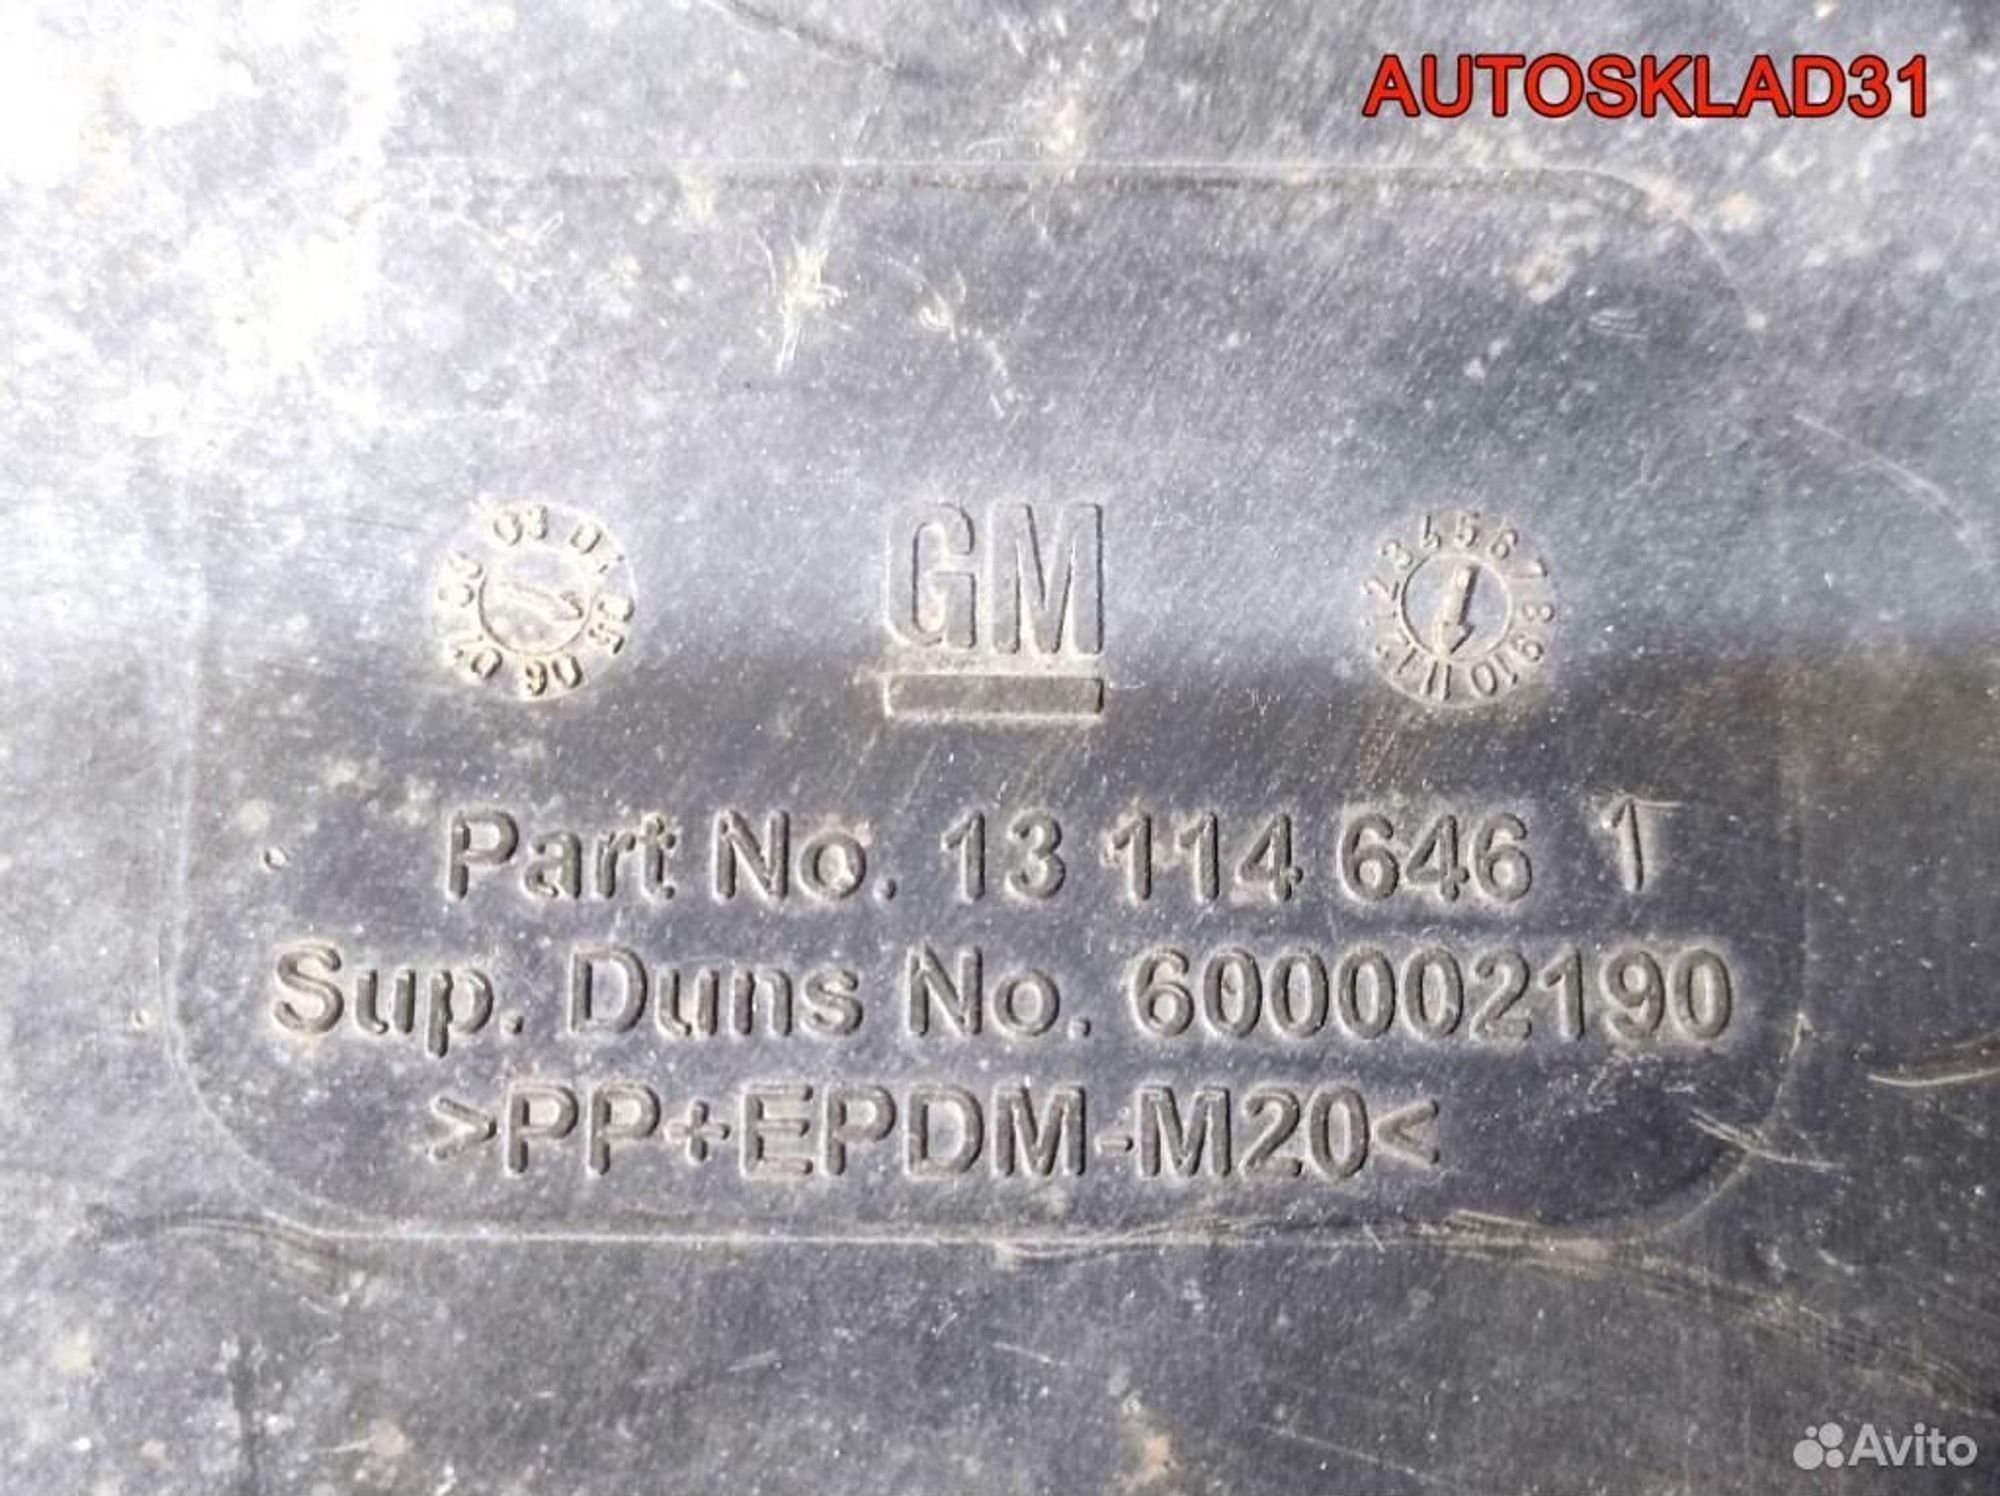 AUTOSKLAD31
GM
Part No. 13 114 646 1
Sup. Duns No. 600002190
>PP+EPDM-M20<
Avito